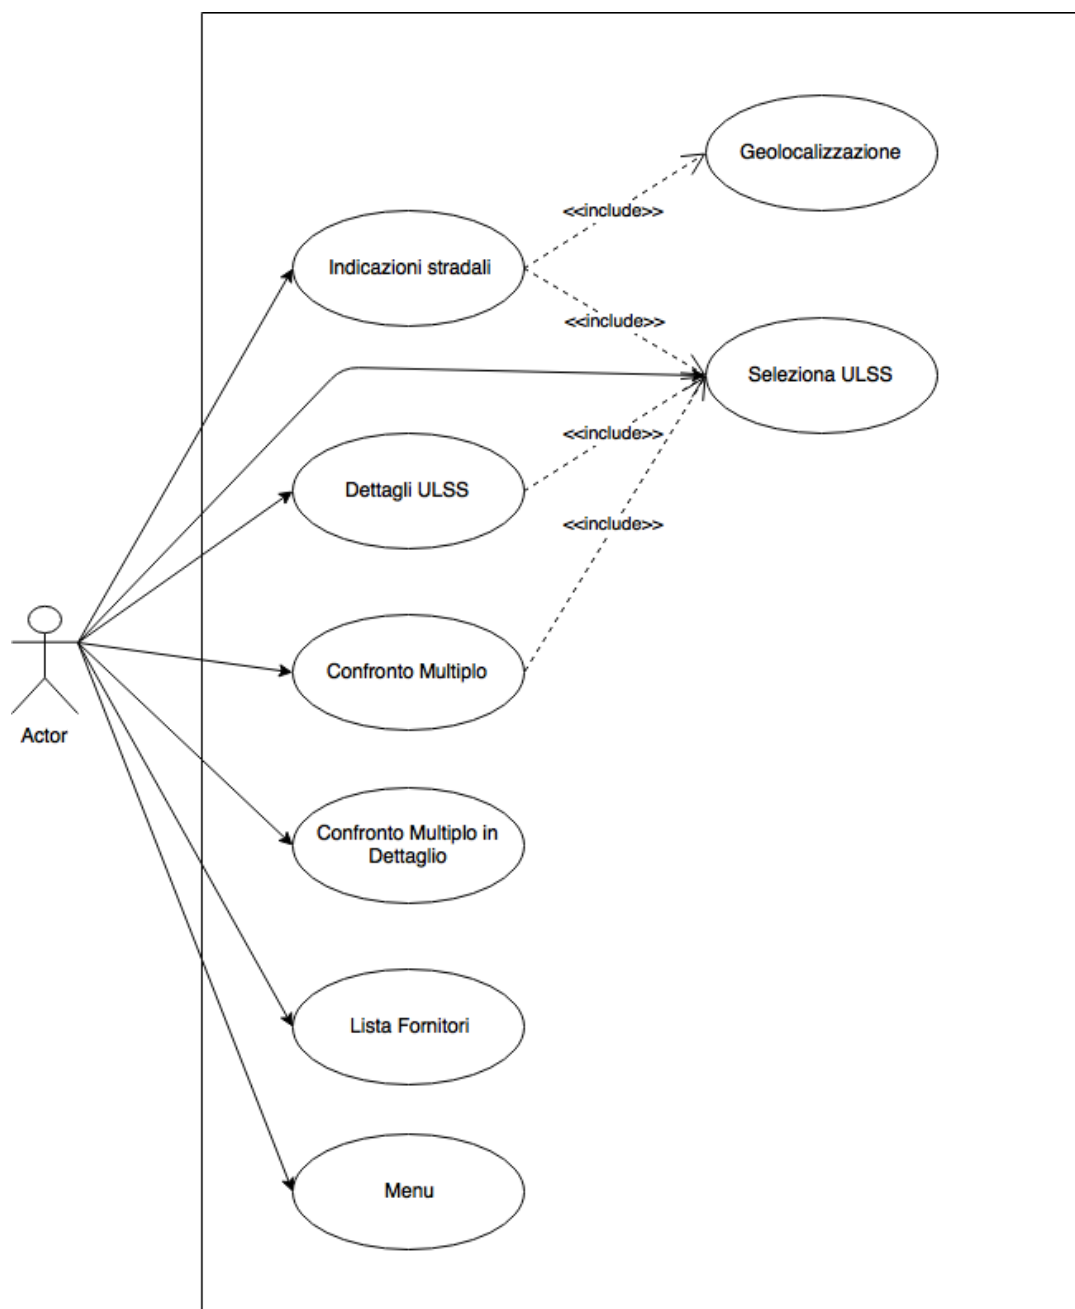 Geolocalizzazione
<<include>>
Indicazioni stradali
<<include>>
Seleziona ULSS
<<include>>
Dettagli ULSS
<<include>>
Confronto Multiplo
Actor
Confronto Multiplo in
Dettaglio
Lista Fornitori
Menu